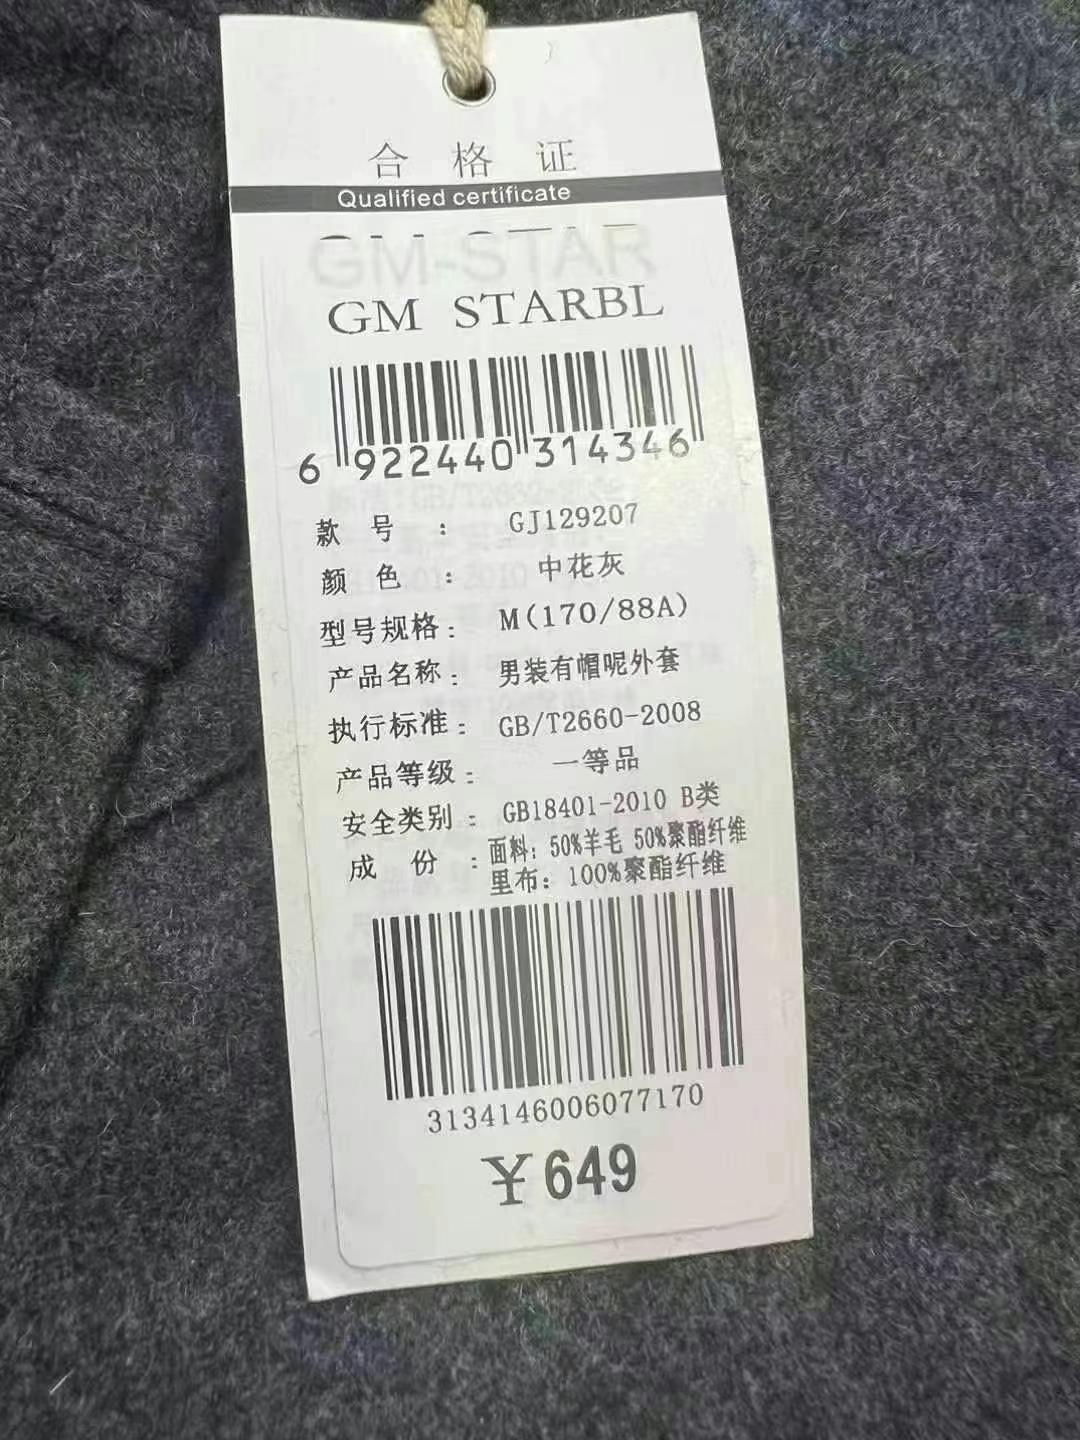 合格证
Qualified certificate
GM-STAR
GM STARBL
6 922440 314346
款号：GJ129207
颜色：中花灰
型号规格：M(170/88A)
产品名称：男装有帽呢外套
执行标准：GB/T2660-2008
产品等级：一等品
安全类别：GB18401-2010 B类
成份：面料：50%羊毛 50%聚酯纤维
里布：100%聚酯纤维
3134146006077170
¥649